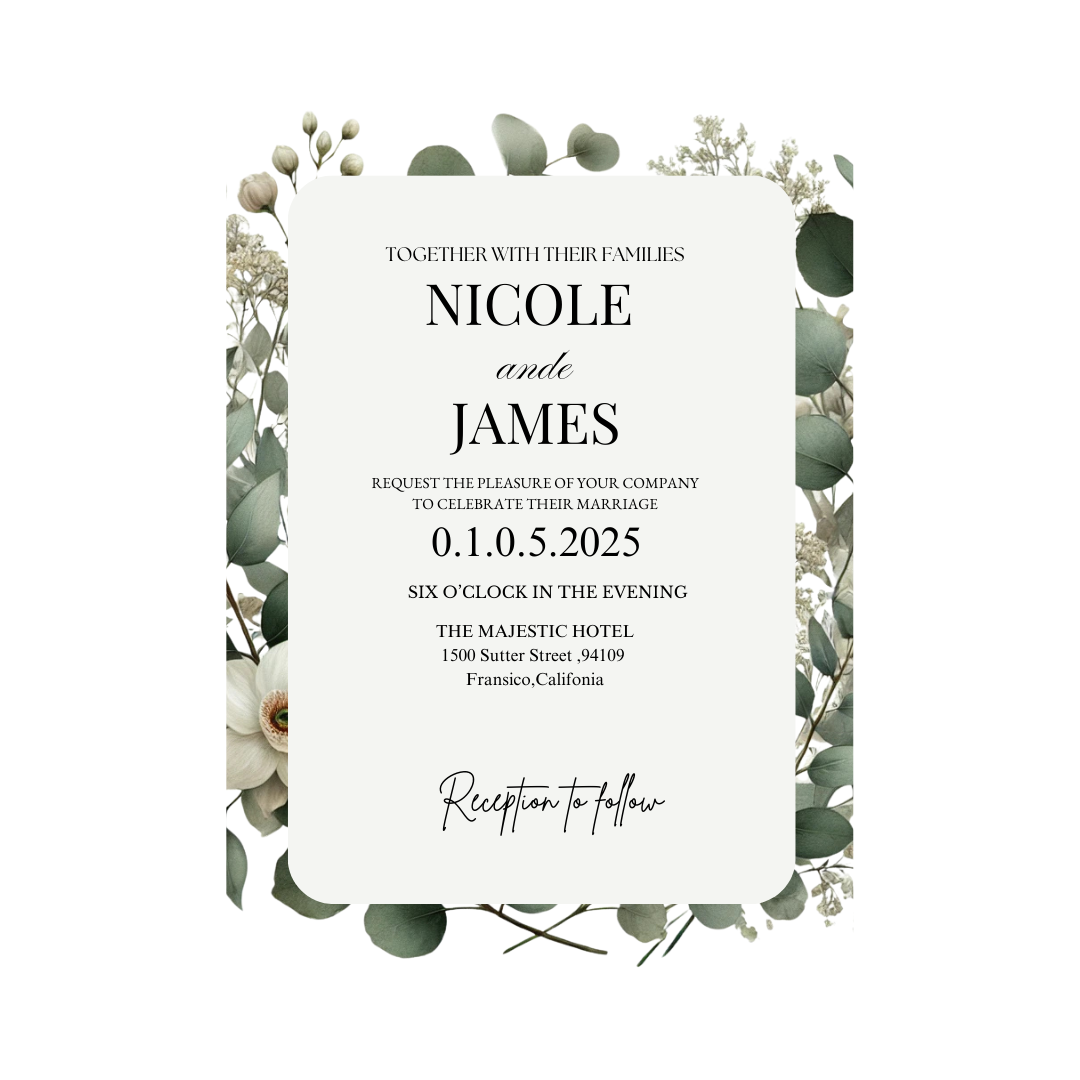 TOGETHER WITH THEIR FAMILIES
NICOLE
ande
JAMES
REQUEST THE PLEASURE OF YOUR COMPANY
TO CELEBRATE THEIR MARRIAGE
0.1.0.5.2025
SIX O’CLOCK IN THE EVENING
THE MAJESTIC HOTEL
1500 Sutter Street ,94109
Fransico,Califonia
Reception to follow